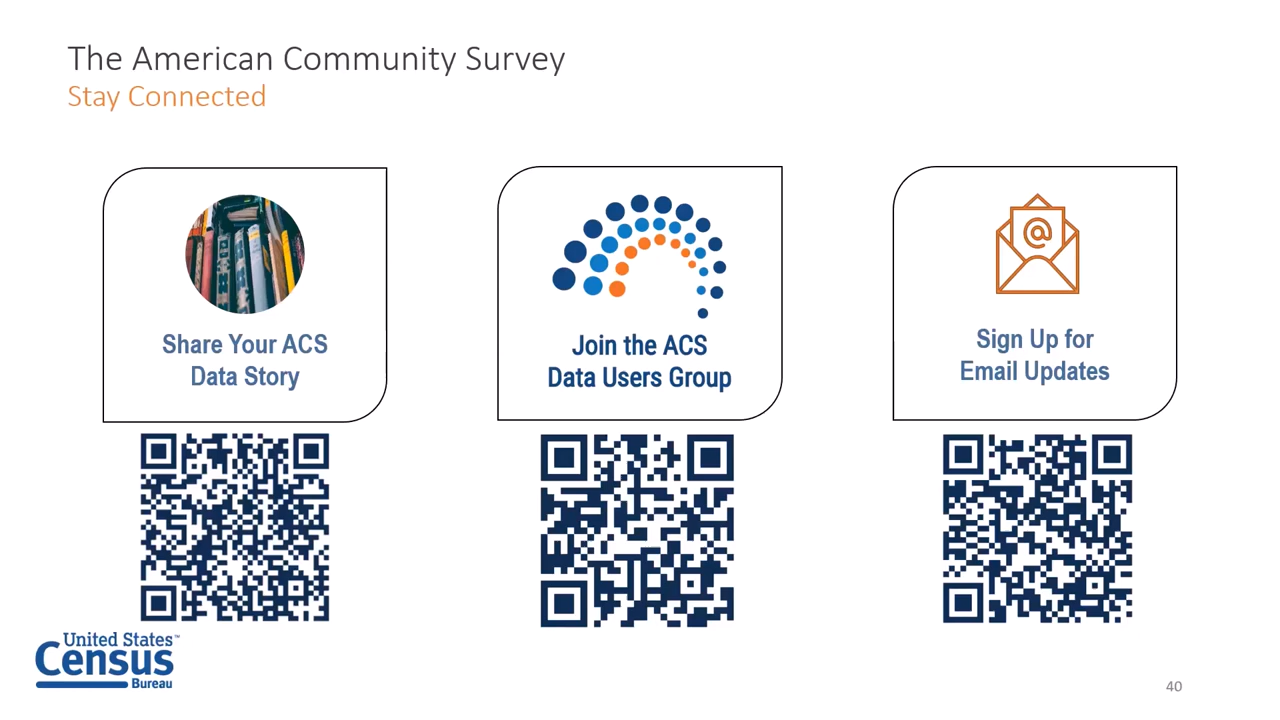 The American Community Survey
Stay Connected
Share Your ACS
Data Story
Join the ACS
Data Users Group
@
Sign Up for
Email Updates
United States™
Census
Bureau
40